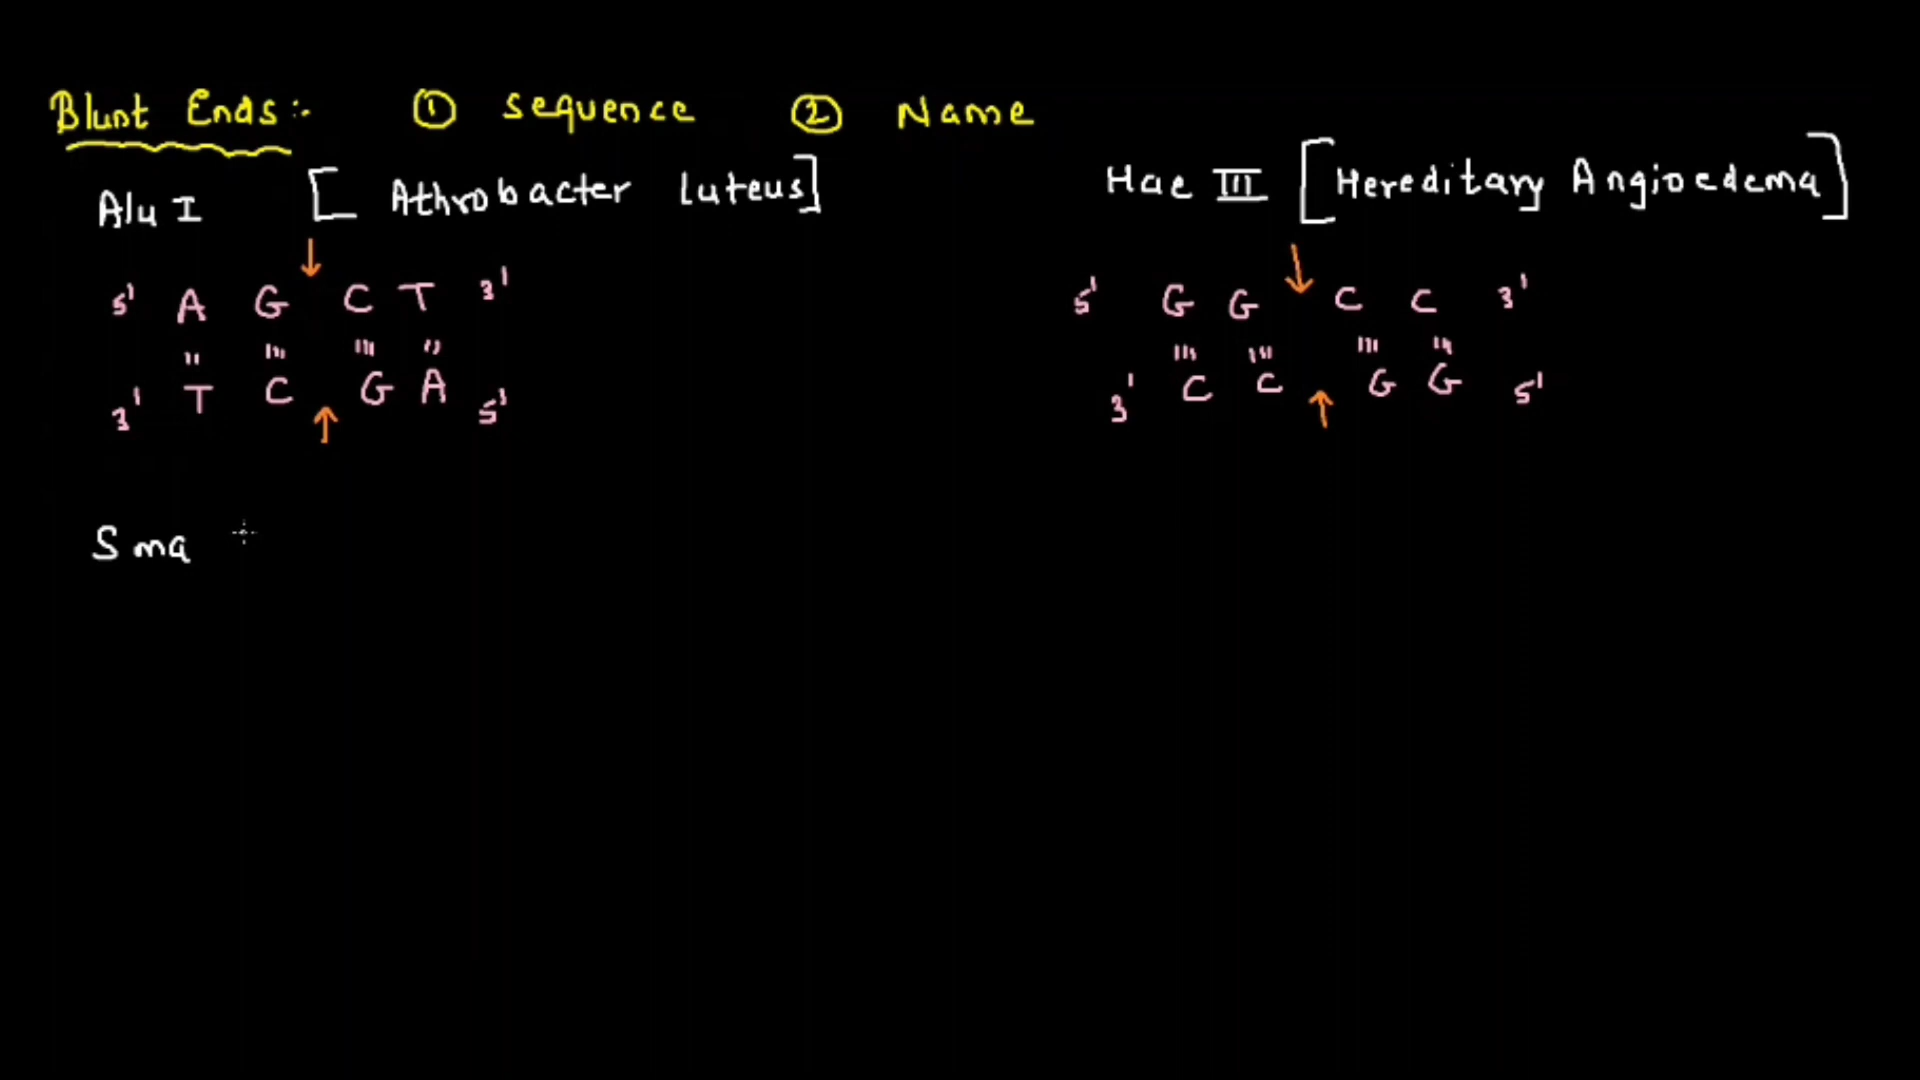 Blunt Ends:- ① sequence ② Name
Alu I [Athrobacter luteus]
Hae III [Hereditary Angioedema]
5' A G ↓ C T 3'
" ''' ''' "
3' T C ↑ G A 5'
5' G G ↓ C C 3'
''' ''' ''' '''
3' C C ↑ G G 5'
Sma